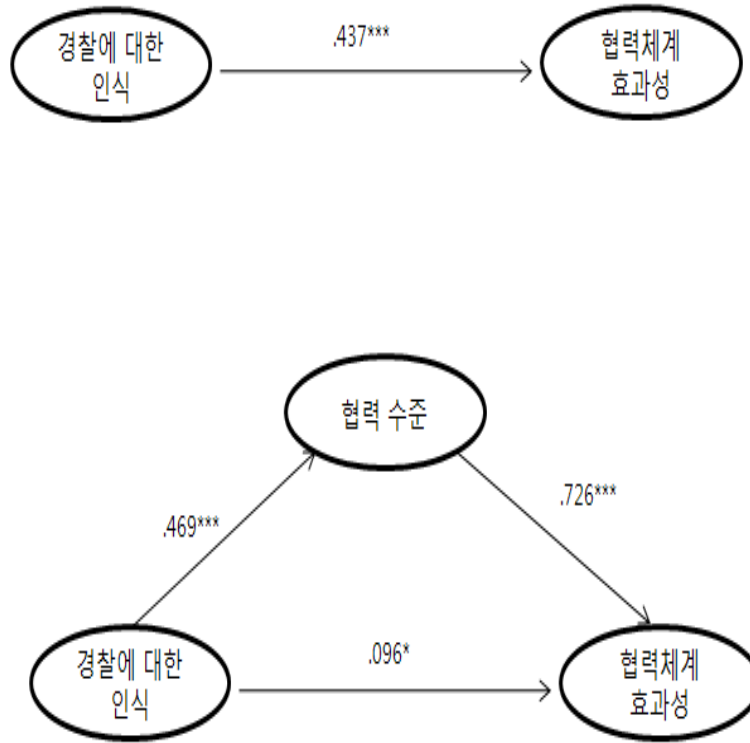 경찰에 대한
인식
.437***
협력체계
효과성
협력 수준
.469***
.726***
경찰에 대한
인식
.096*
협력체계
효과성